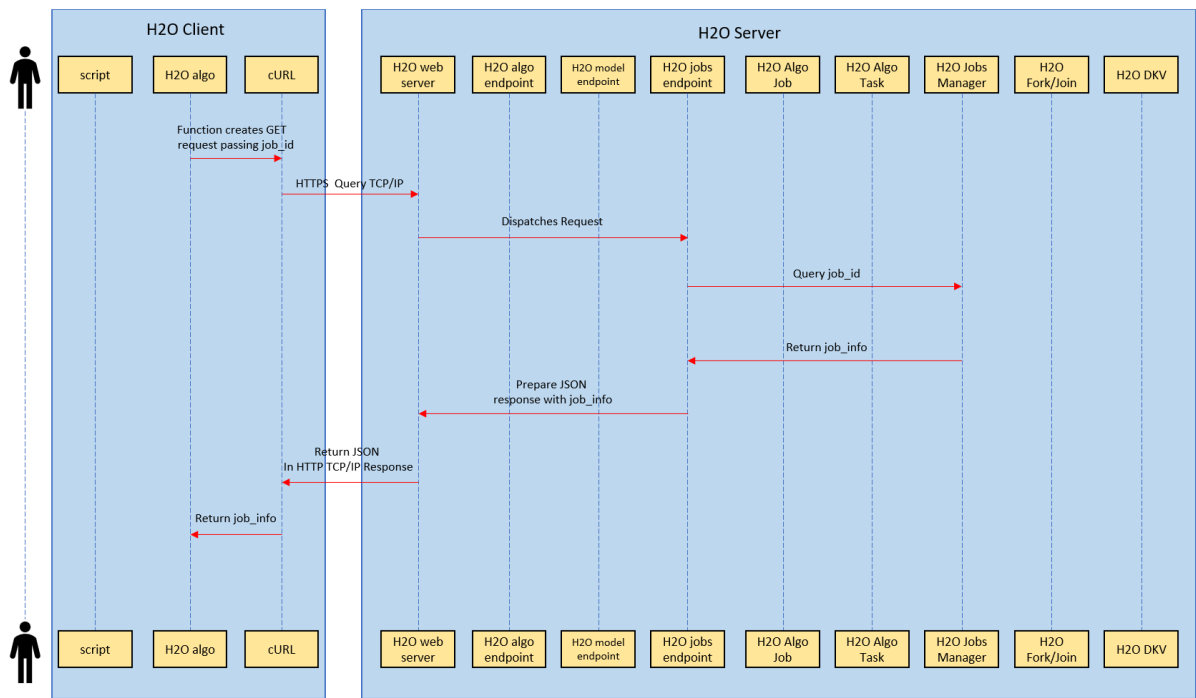 H2O Client
H2O Server
script
H2O algo
cURL
H2O web
server
H2O algo
endpoint
H2O model
endpoint
H2O jobs
endpoint
H2O Algo
Job
H2O Algo
Task
H2O Jobs
Manager
H2O
Fork/Join
H2O DKV
Function creates GET
request passing job_id
HTTPS Query TCP/IP
Dispatches Request
Query job_id
Return job_info
Prepare JSON
response with job_info
Return JSON
In HTTP TCP/IP Response
Return job_info
script
H2O algo
cURL
H2O web
server
H2O algo
endpoint
H2O model
endpoint
H2O jobs
endpoint
H2O Algo
Job
H2O Algo
Task
H2O Jobs
Manager
H2O
Fork/Join
H2O DKV